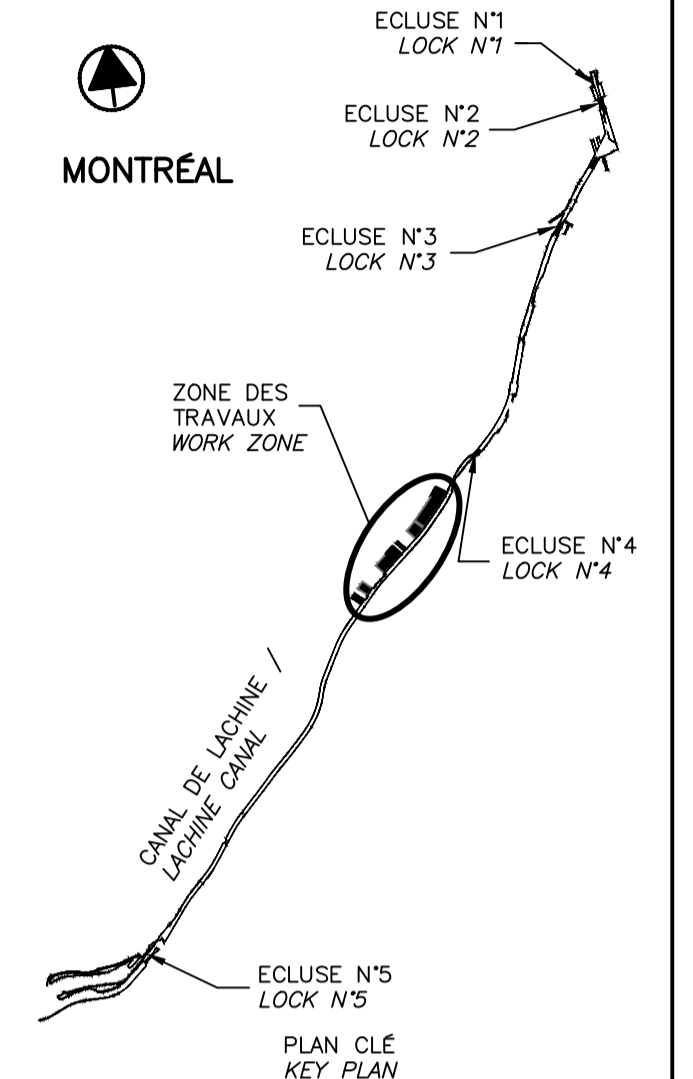 ECLUSE N°1
LOCK N°1
ECLUSE N°2
LOCK N°2
MONTRÉAL
ECLUSE N°3
LOCK N°3
ZONE DES
TRAVAUX
WORK ZONE
ECLUSE N°4
LOCK N°4
CANAL DE LACHINE /
LACHINE CANAL
ECLUSE N°5
LOCK N°5
PLAN CLÉ
KEY PLAN